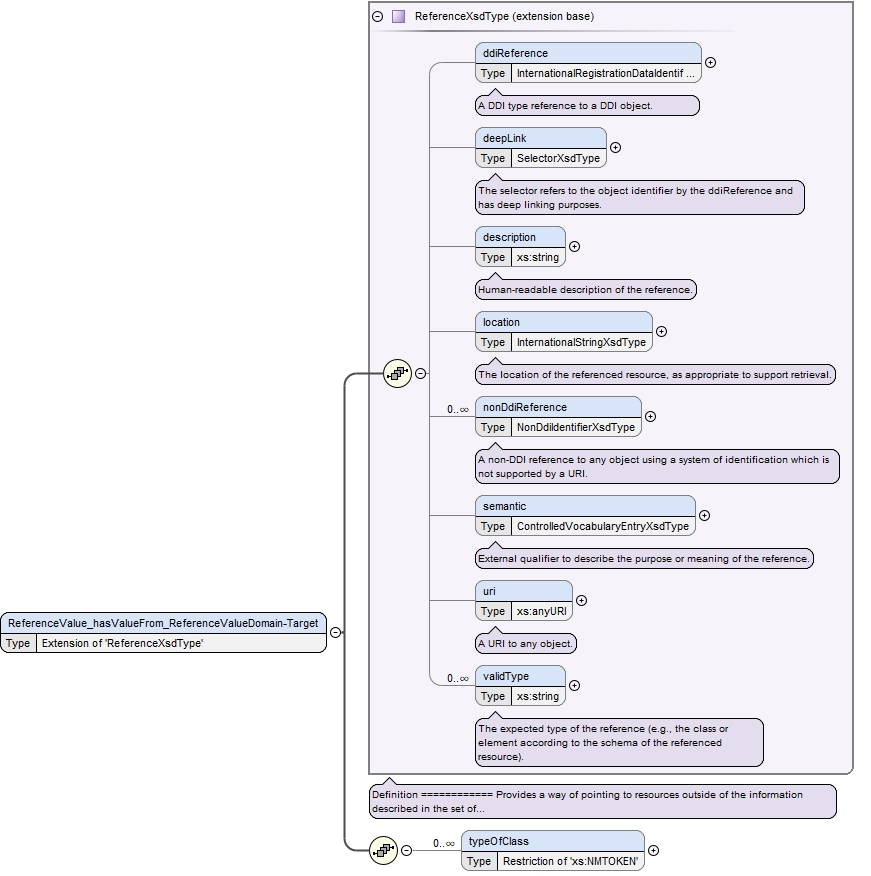 ReferenceXsdType (extension base)
ddiReference
Type InternationalRegistrationDataIdentif ...
A DDI type reference to a DDI object.
deepLink
Type SelectorXsdType
The selector refers to the object identifier by the ddiReference and
has deep linking purposes.
description
Type xs:string
Human-readable description of the reference.
location
Type InternationalStringXsdType
The location of the referenced resource, as appropriate to support retrieval.
0..∞ nonDdiReference
Type NonDdiIdentifierXsdType
A non-DDI reference to any object using a system of identification which is
not supported by a URI.
semantic
Type ControlledVocabularyEntryXsdType
External qualifier to describe the purpose or meaning of the reference.
uri
Type xs:anyURI
A URI to any object.
0..∞ validType
Type xs:string
The expected type of the reference (e.g., the class or
element according to the schema of the referenced
resource).
ReferenceValue_hasValueFrom_ReferenceValueDomain-Target
Type Extension of 'ReferenceXsdType'
Definition ============ Provides a way of pointing to resources outside of the information
described in the set of...
0..∞ typeOfClass
Type Restriction of 'xs:NMTOKEN'